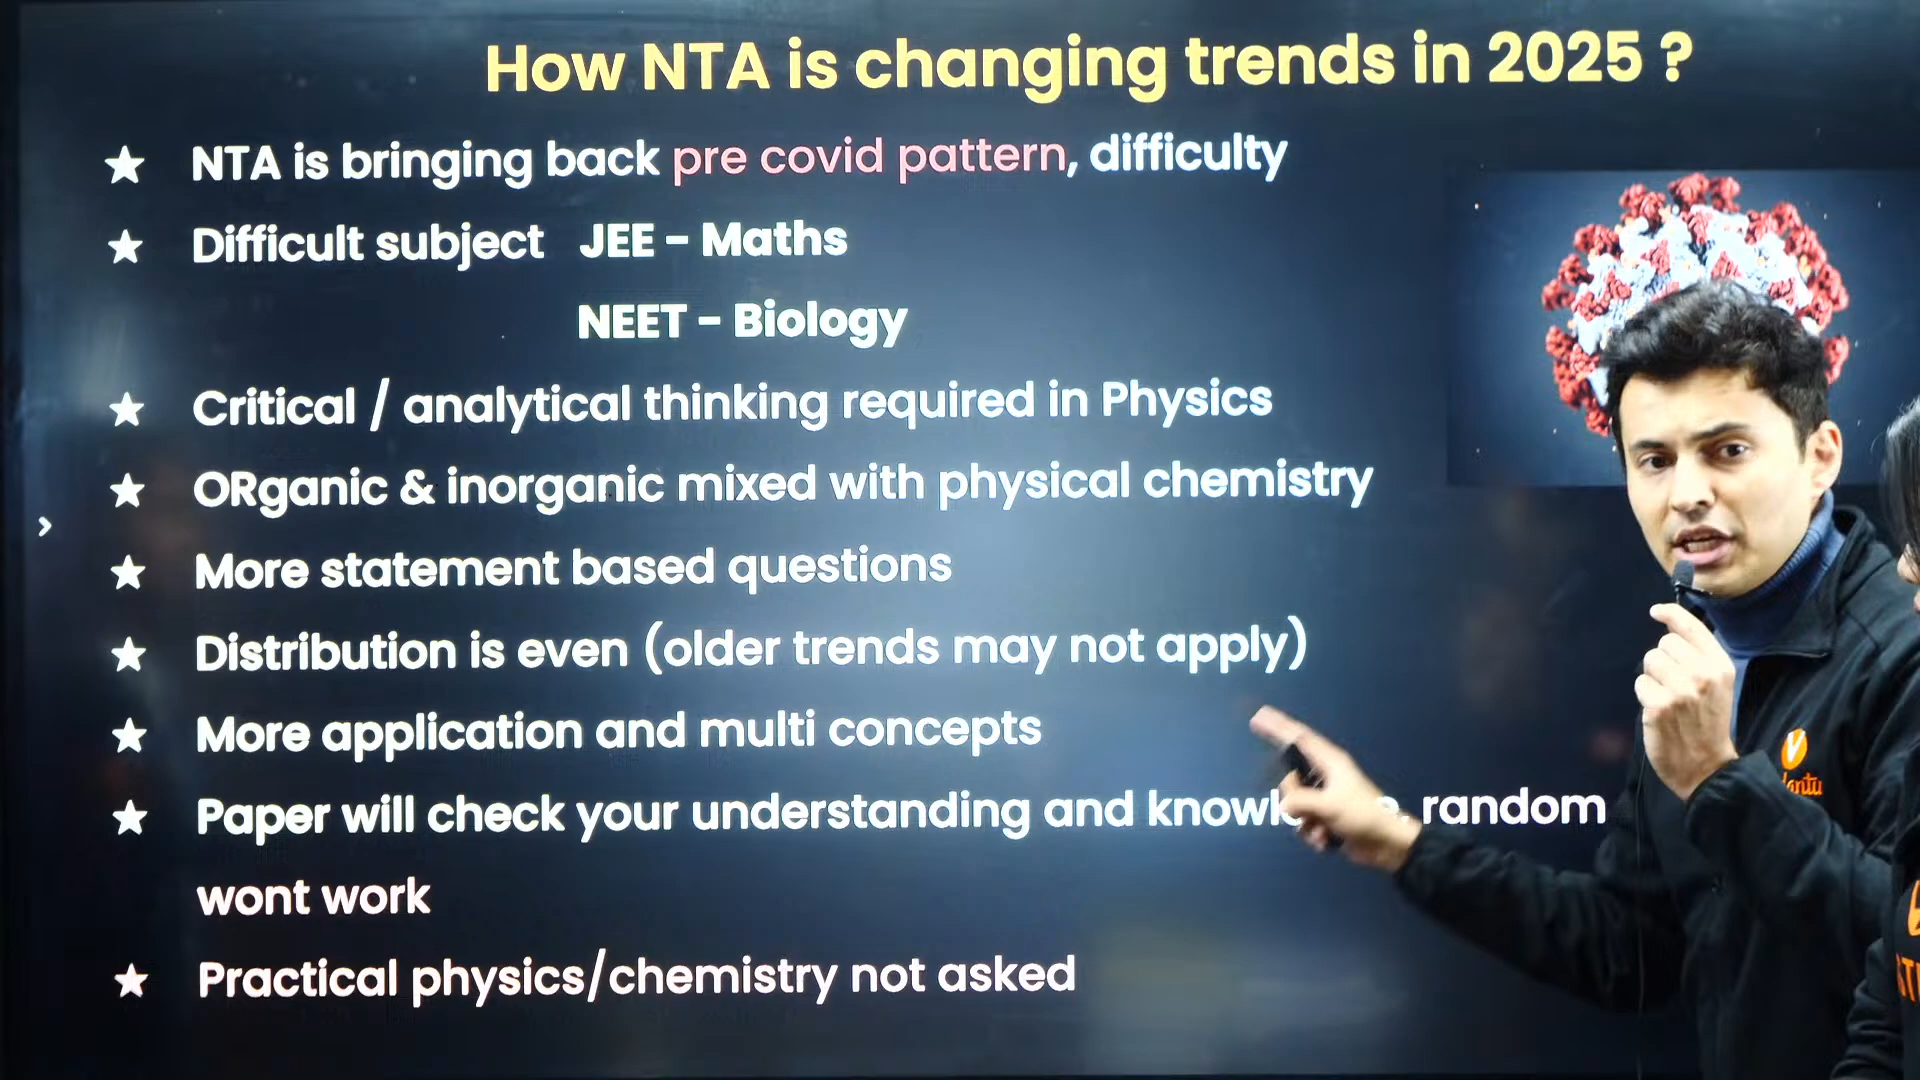 How NTA is changing trends in 2025 ?
★ NTA is bringing back pre covid pattern, difficulty
★ Difficult subject JEE - Maths
NEET - Biology
★ Critical / analytical thinking required in Physics
★ ORganic & inorganic mixed with physical chemistry
★ More statement based questions
★ Distribution is even (older trends may not apply)
★ More application and multi concepts
★ Paper will check your understanding and random
wont work
★ Practical physics/chemistry not asked